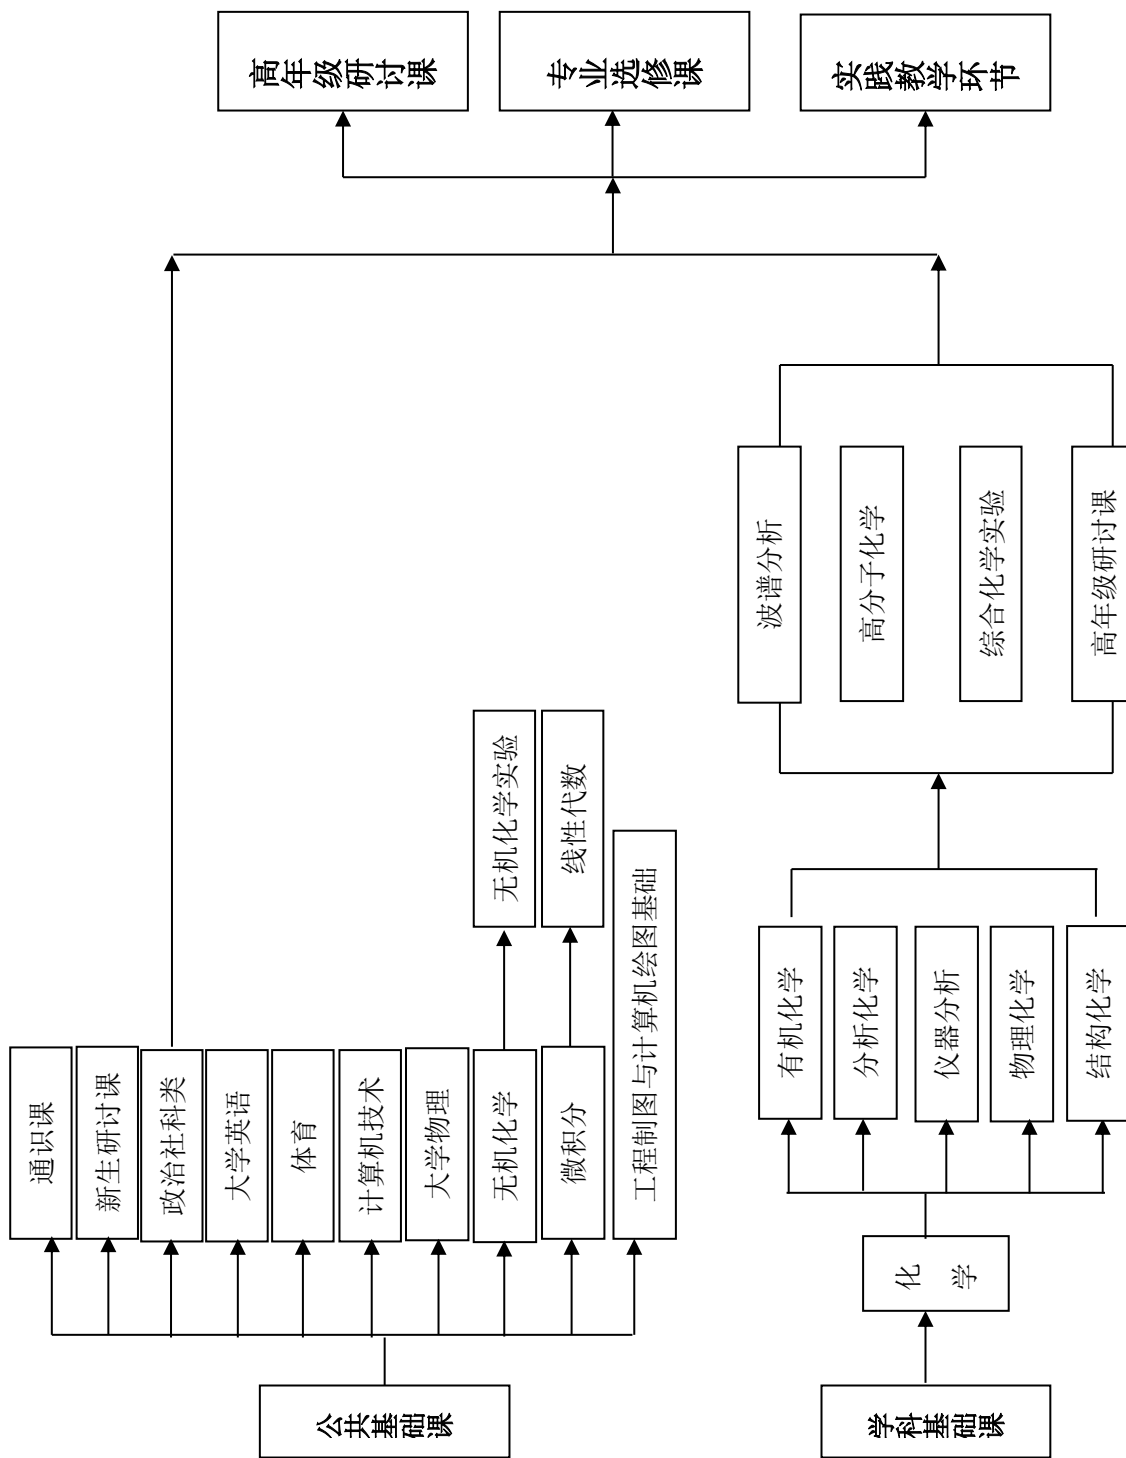 公共基础课
通识课
新生研讨课
政治社科类
大学英语
体育
计算机技术
大学物理
无机化学
微积分
工程制图与计算机绘图基础
无机化学实验
线性代数
学科基础课
化 学
有机化学
分析化学
仪器分析
物理化学
结构化学
波谱分析
高分子化学
综合化学实验
高年级研讨课
高年级研讨课
专业选修课
实践教学环节